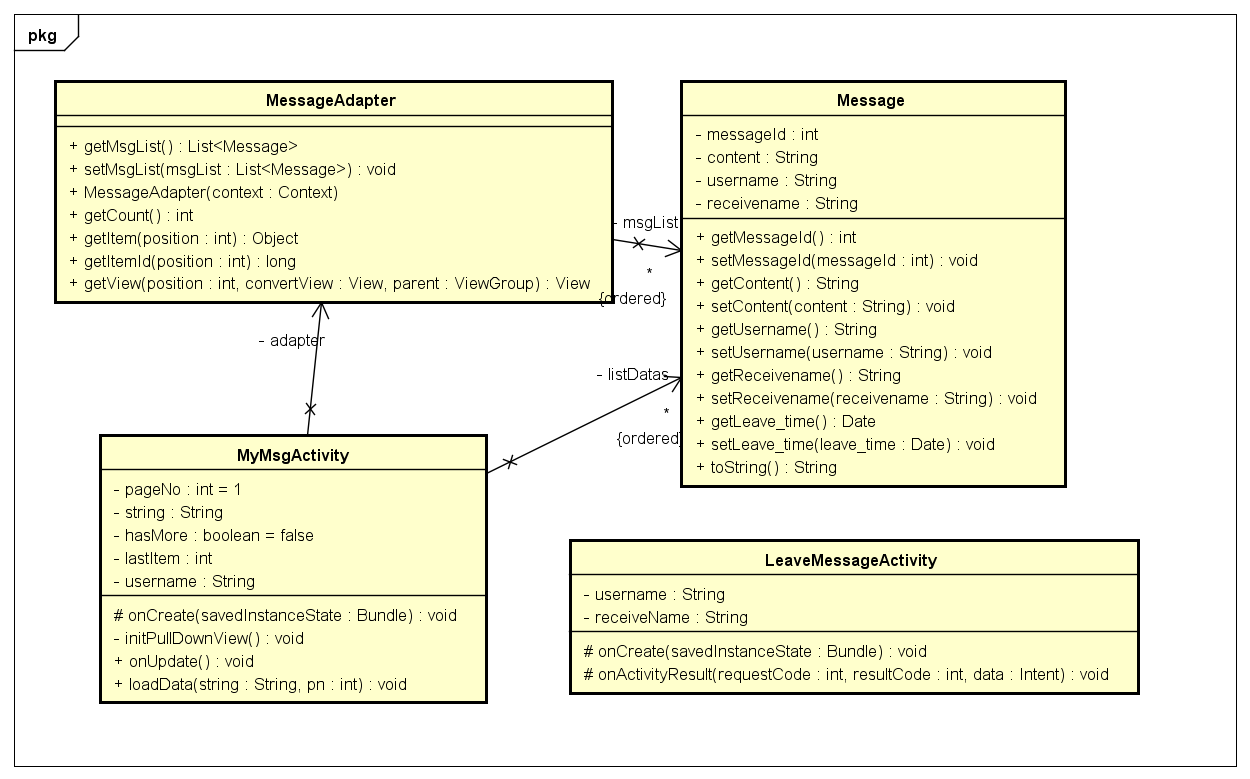 pkg
MessageAdapter
+ getMsgList() : List<Message>
+ setMsgList(msgList : List<Message>) : void
+ MessageAdapter(context : Context)
+ getCount() : int
+ getItem(position : int) : Object
+ getItemId(position : int) : long
+ getView(position : int, convertView : View, parent : ViewGroup) : View
- msgList
*
{ordered}
Message
- messageId : int
- content : String
- username : String
- receivename : String
+ getMessageId() : int
+ setMessageId(messageId : int) : void
+ getContent() : String
+ setContent(content : String) : void
+ getUsername() : String
+ setUsername(username : String) : void
+ getReceivename() : String
+ setReceivename(receivename : String) : void
+ getLeave_time() : Date
+ setLeave_time(leave_time : Date) : void
+ toString() : String
- adapter
- listDatas
*
{ordered}
MyMsgActivity
- pageNo : int = 1
- string : String
- hasMore : boolean = false
- lastItem : int
- username : String
# onCreate(savedInstanceState : Bundle) : void
- initPullDownView() : void
+ onUpdate() : void
+ loadData(string : String, pn : int) : void
LeaveMessageActivity
- username : String
- receiveName : String
# onCreate(savedInstanceState : Bundle) : void
# onActivityResult(requestCode : int, resultCode : int, data : Intent) : void